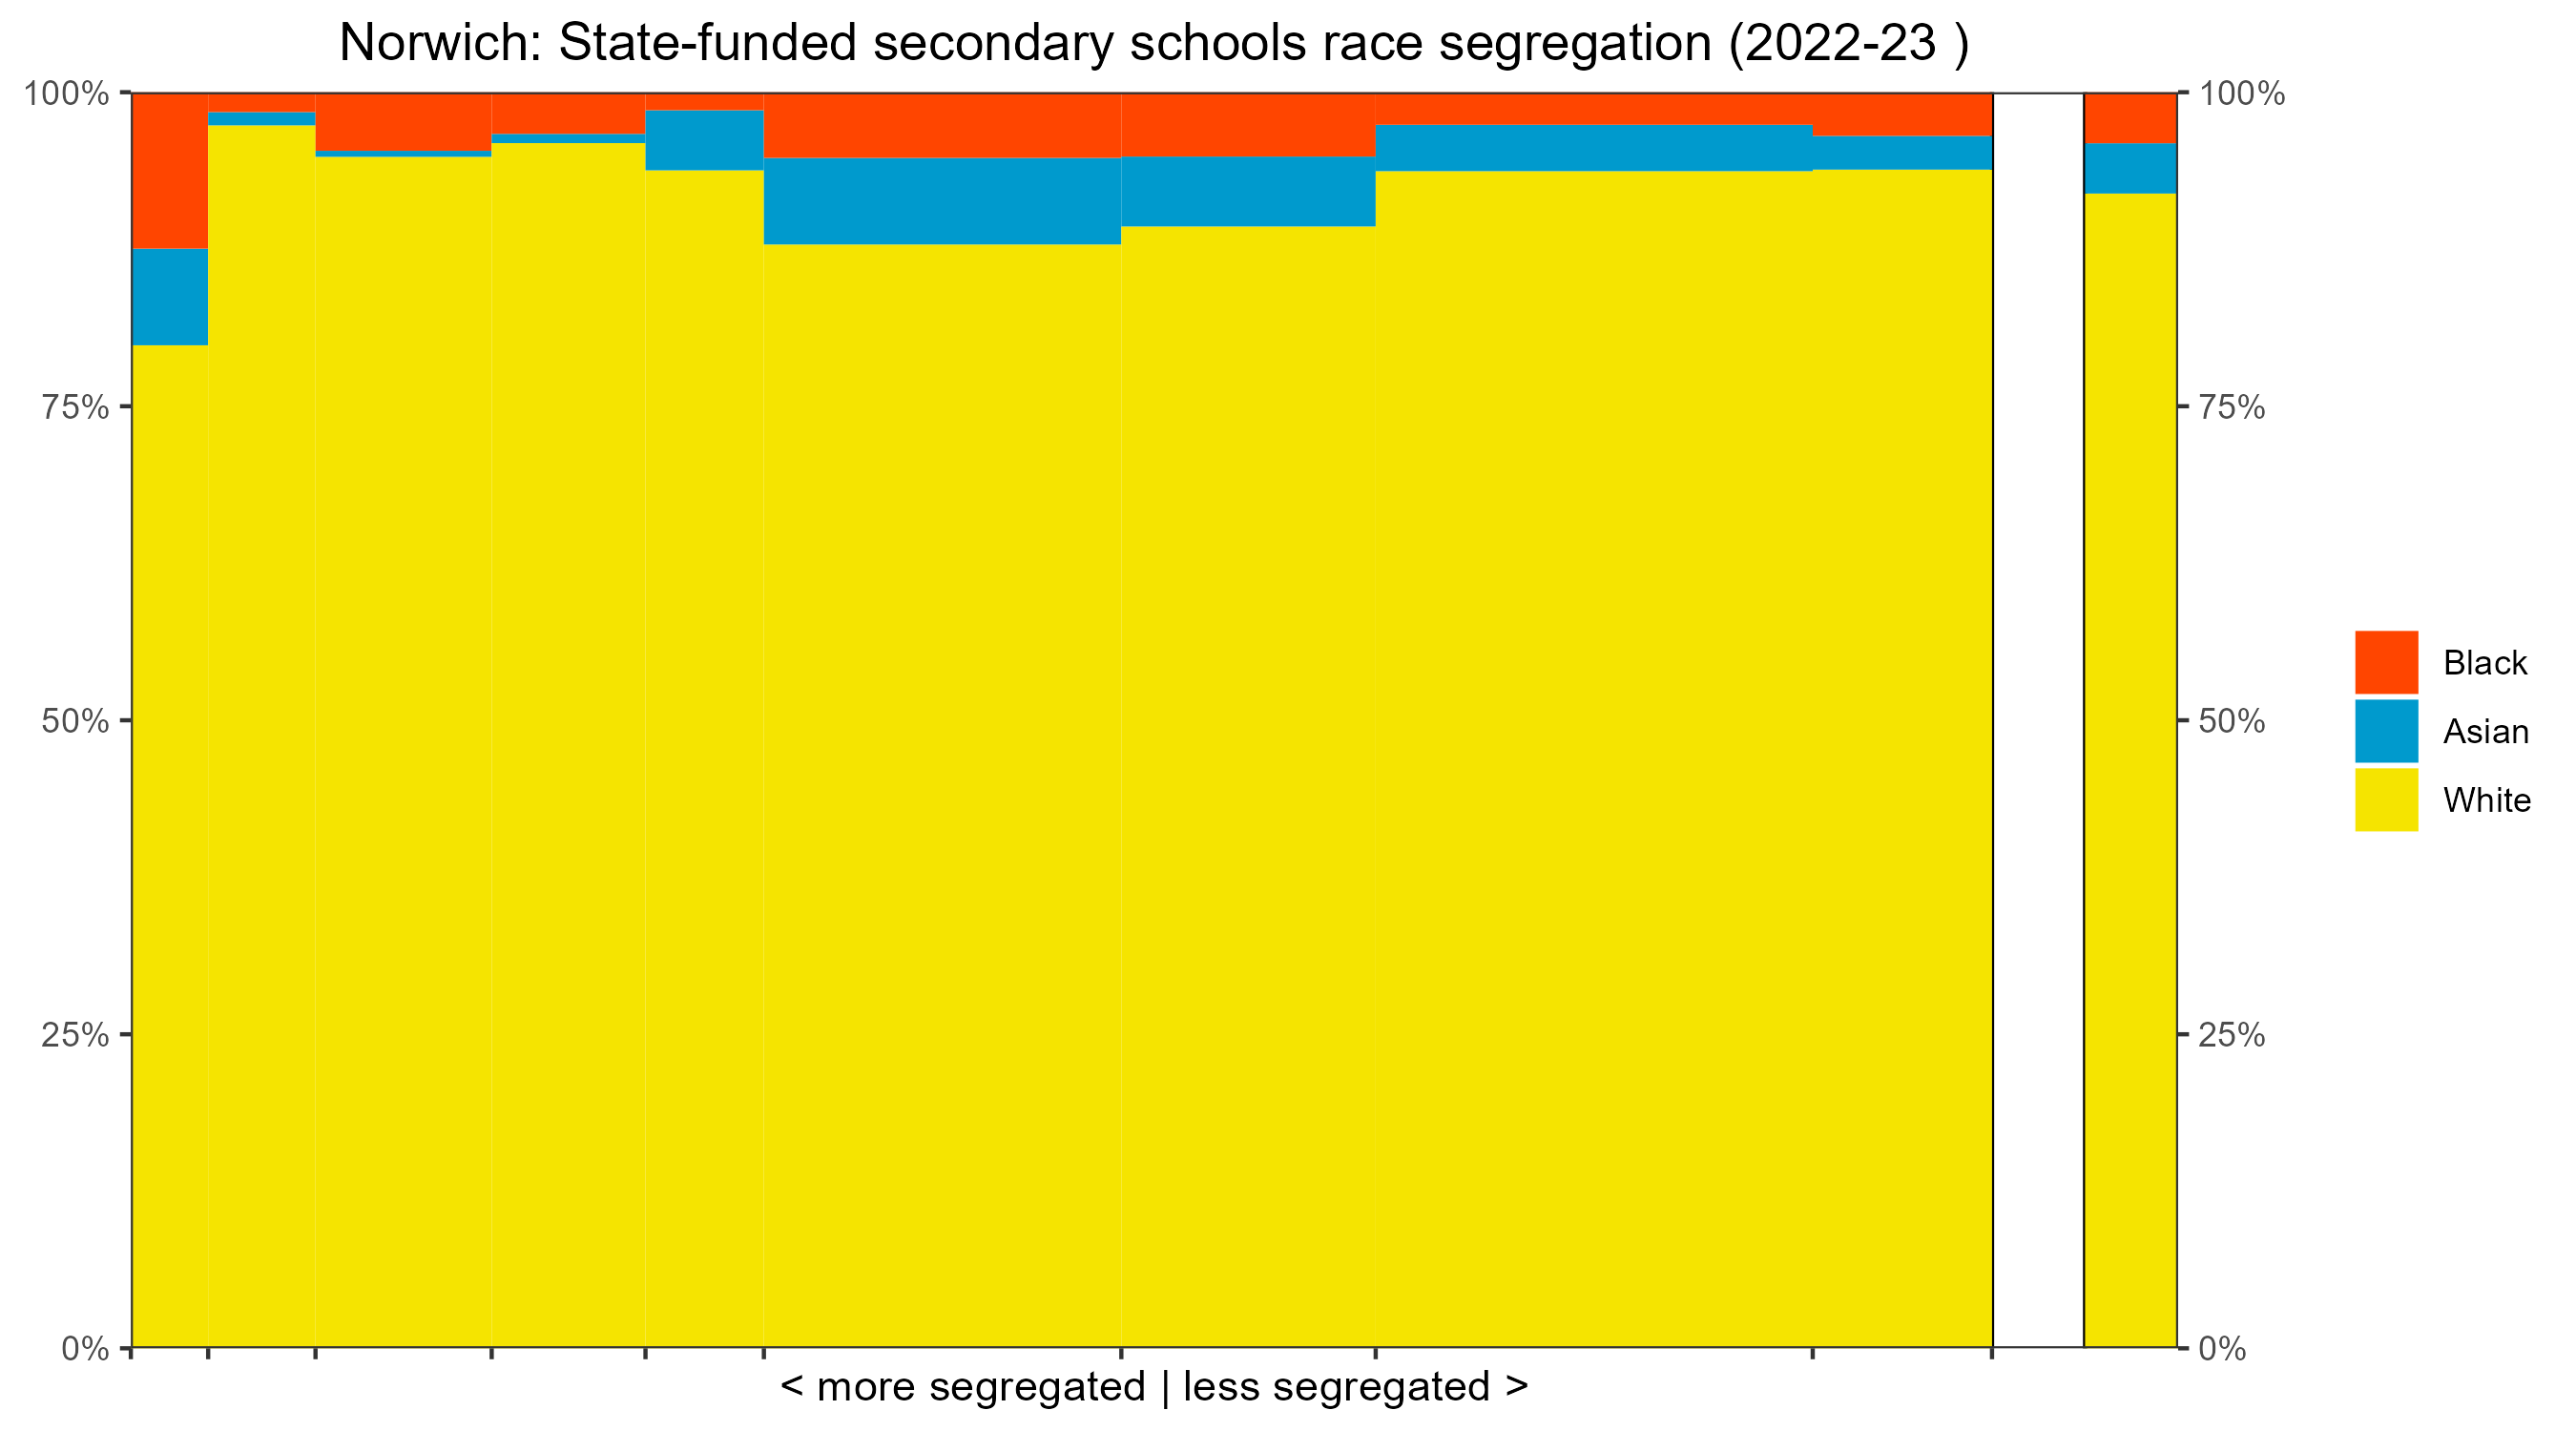 Norwich: State-funded secondary schools race segregation (2022-23 )
100%
75%
50%
25%
0%
100%
75%
50%
25%
0%
Black
Asian
White
< more segregated | less segregated >